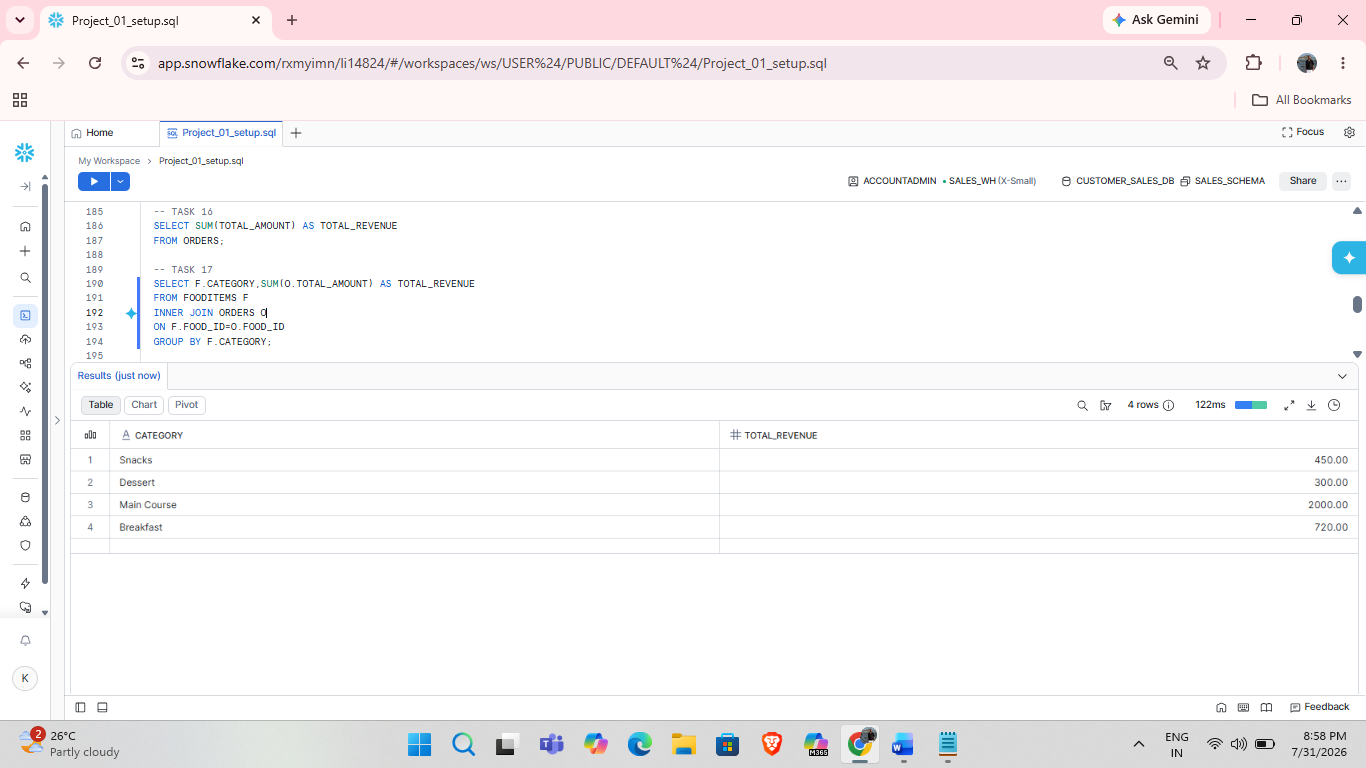 Project_01_setup.sql
Ask Gemini
app.snowflake.com/rxmyimn/li14824/#/workspaces/ws/USER%24/PUBLIC/DEFAULT%24/Project_01_setup.sql
All Bookmarks
Home
Project_01_setup.sql
Focus
My Workspace > Project_01_setup.sql
ACCOUNTADMIN • SALES_WH (X-Small) CUSTOMER_SALES_DB SALES_SCHEMA Share ...
185 -- TASK 16
186 SELECT SUM(TOTAL_AMOUNT) AS TOTAL_REVENUE
187 FROM ORDERS;
188
189 -- TASK 17
190 SELECT F.CATEGORY,SUM(O.TOTAL_AMOUNT) AS TOTAL_REVENUE
191 FROM FOODITEMS F
192 INNER JOIN ORDERS O
193 ON F.FOOD_ID=O.FOOD_ID
194 GROUP BY F.CATEGORY;
195
Results (just now)
Table Chart Pivot 4 rows 122ms
CATEGORY TOTAL_REVENUE
1 Snacks 450.00
2 Dessert 300.00
3 Main Course 2000.00
4 Breakfast 720.00
K
Feedback
2 26°C
Partly cloudy
M365
ENG
IN
8:58 PM
7/31/2026